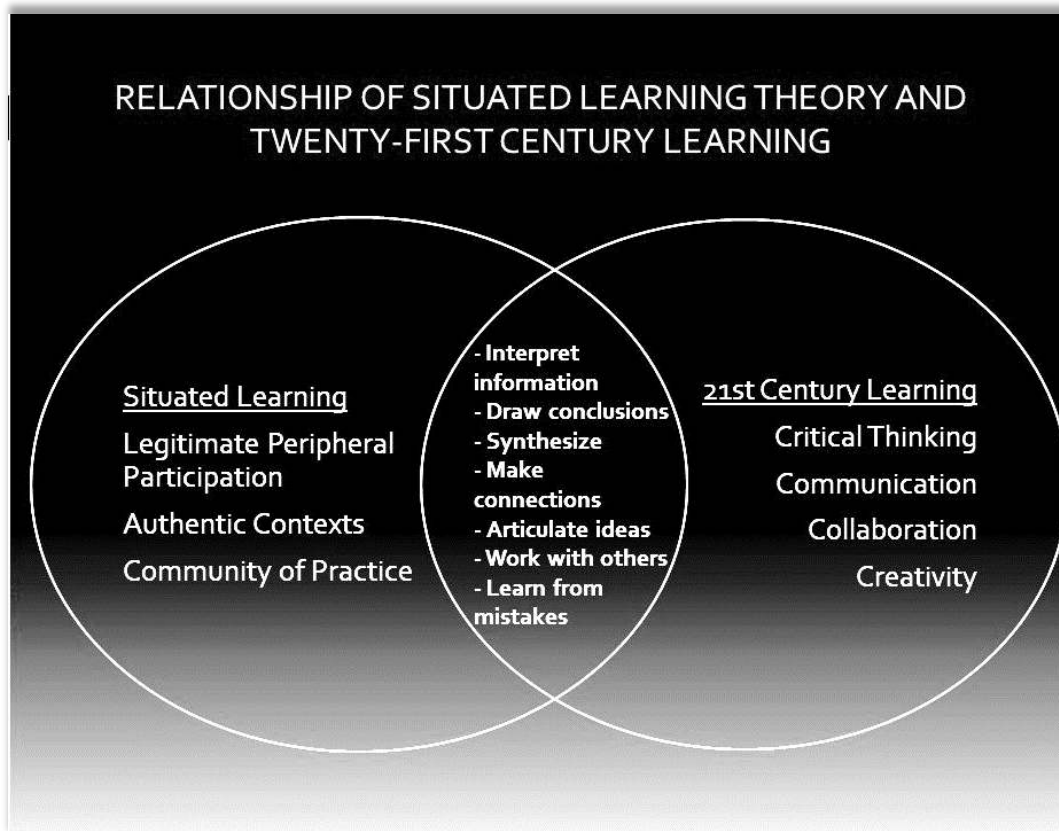 RELATIONSHIP OF SITUATED LEARNING THEORY AND
TWENTY-FIRST CENTURY LEARNING
Situated Learning
Legitimate Peripheral
Participation
Authentic Contexts
Community of Practice
- Interpret
information
- Draw conclusions
- Synthesize
- Make
connections
- Articulate ideas
- Work with others
- Learn from
mistakes
21st Century Learning
Critical Thinking
Communication
Collaboration
Creativity